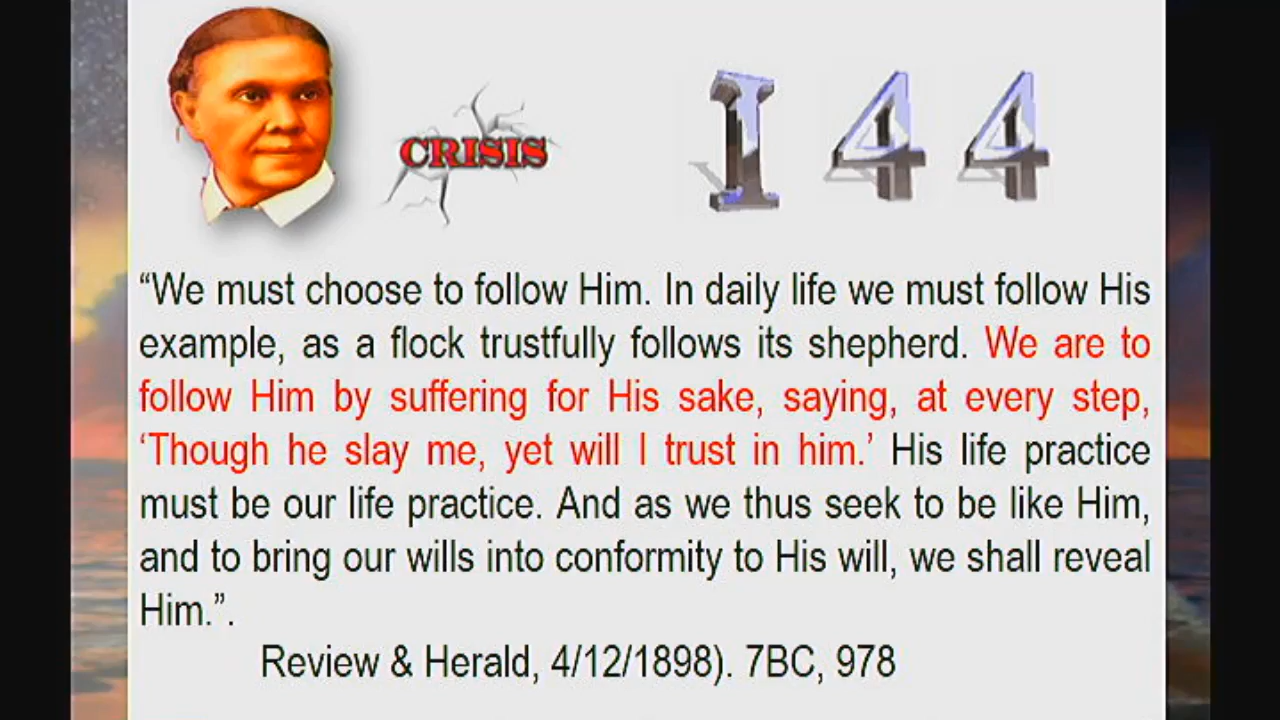 CRISIS
144
“We must choose to follow Him. In daily life we must follow His
example, as a flock trustfully follows its shepherd. We are to
follow Him by suffering for His sake, saying, at every step,
‘Though he slay me, yet will I trust in him.’ His life practice
must be our life practice. And as we thus seek to be like Him,
and to bring our wills into conformity to His will, we shall reveal
Him.”.
Review & Herald, 4/12/1898). 7BC, 978